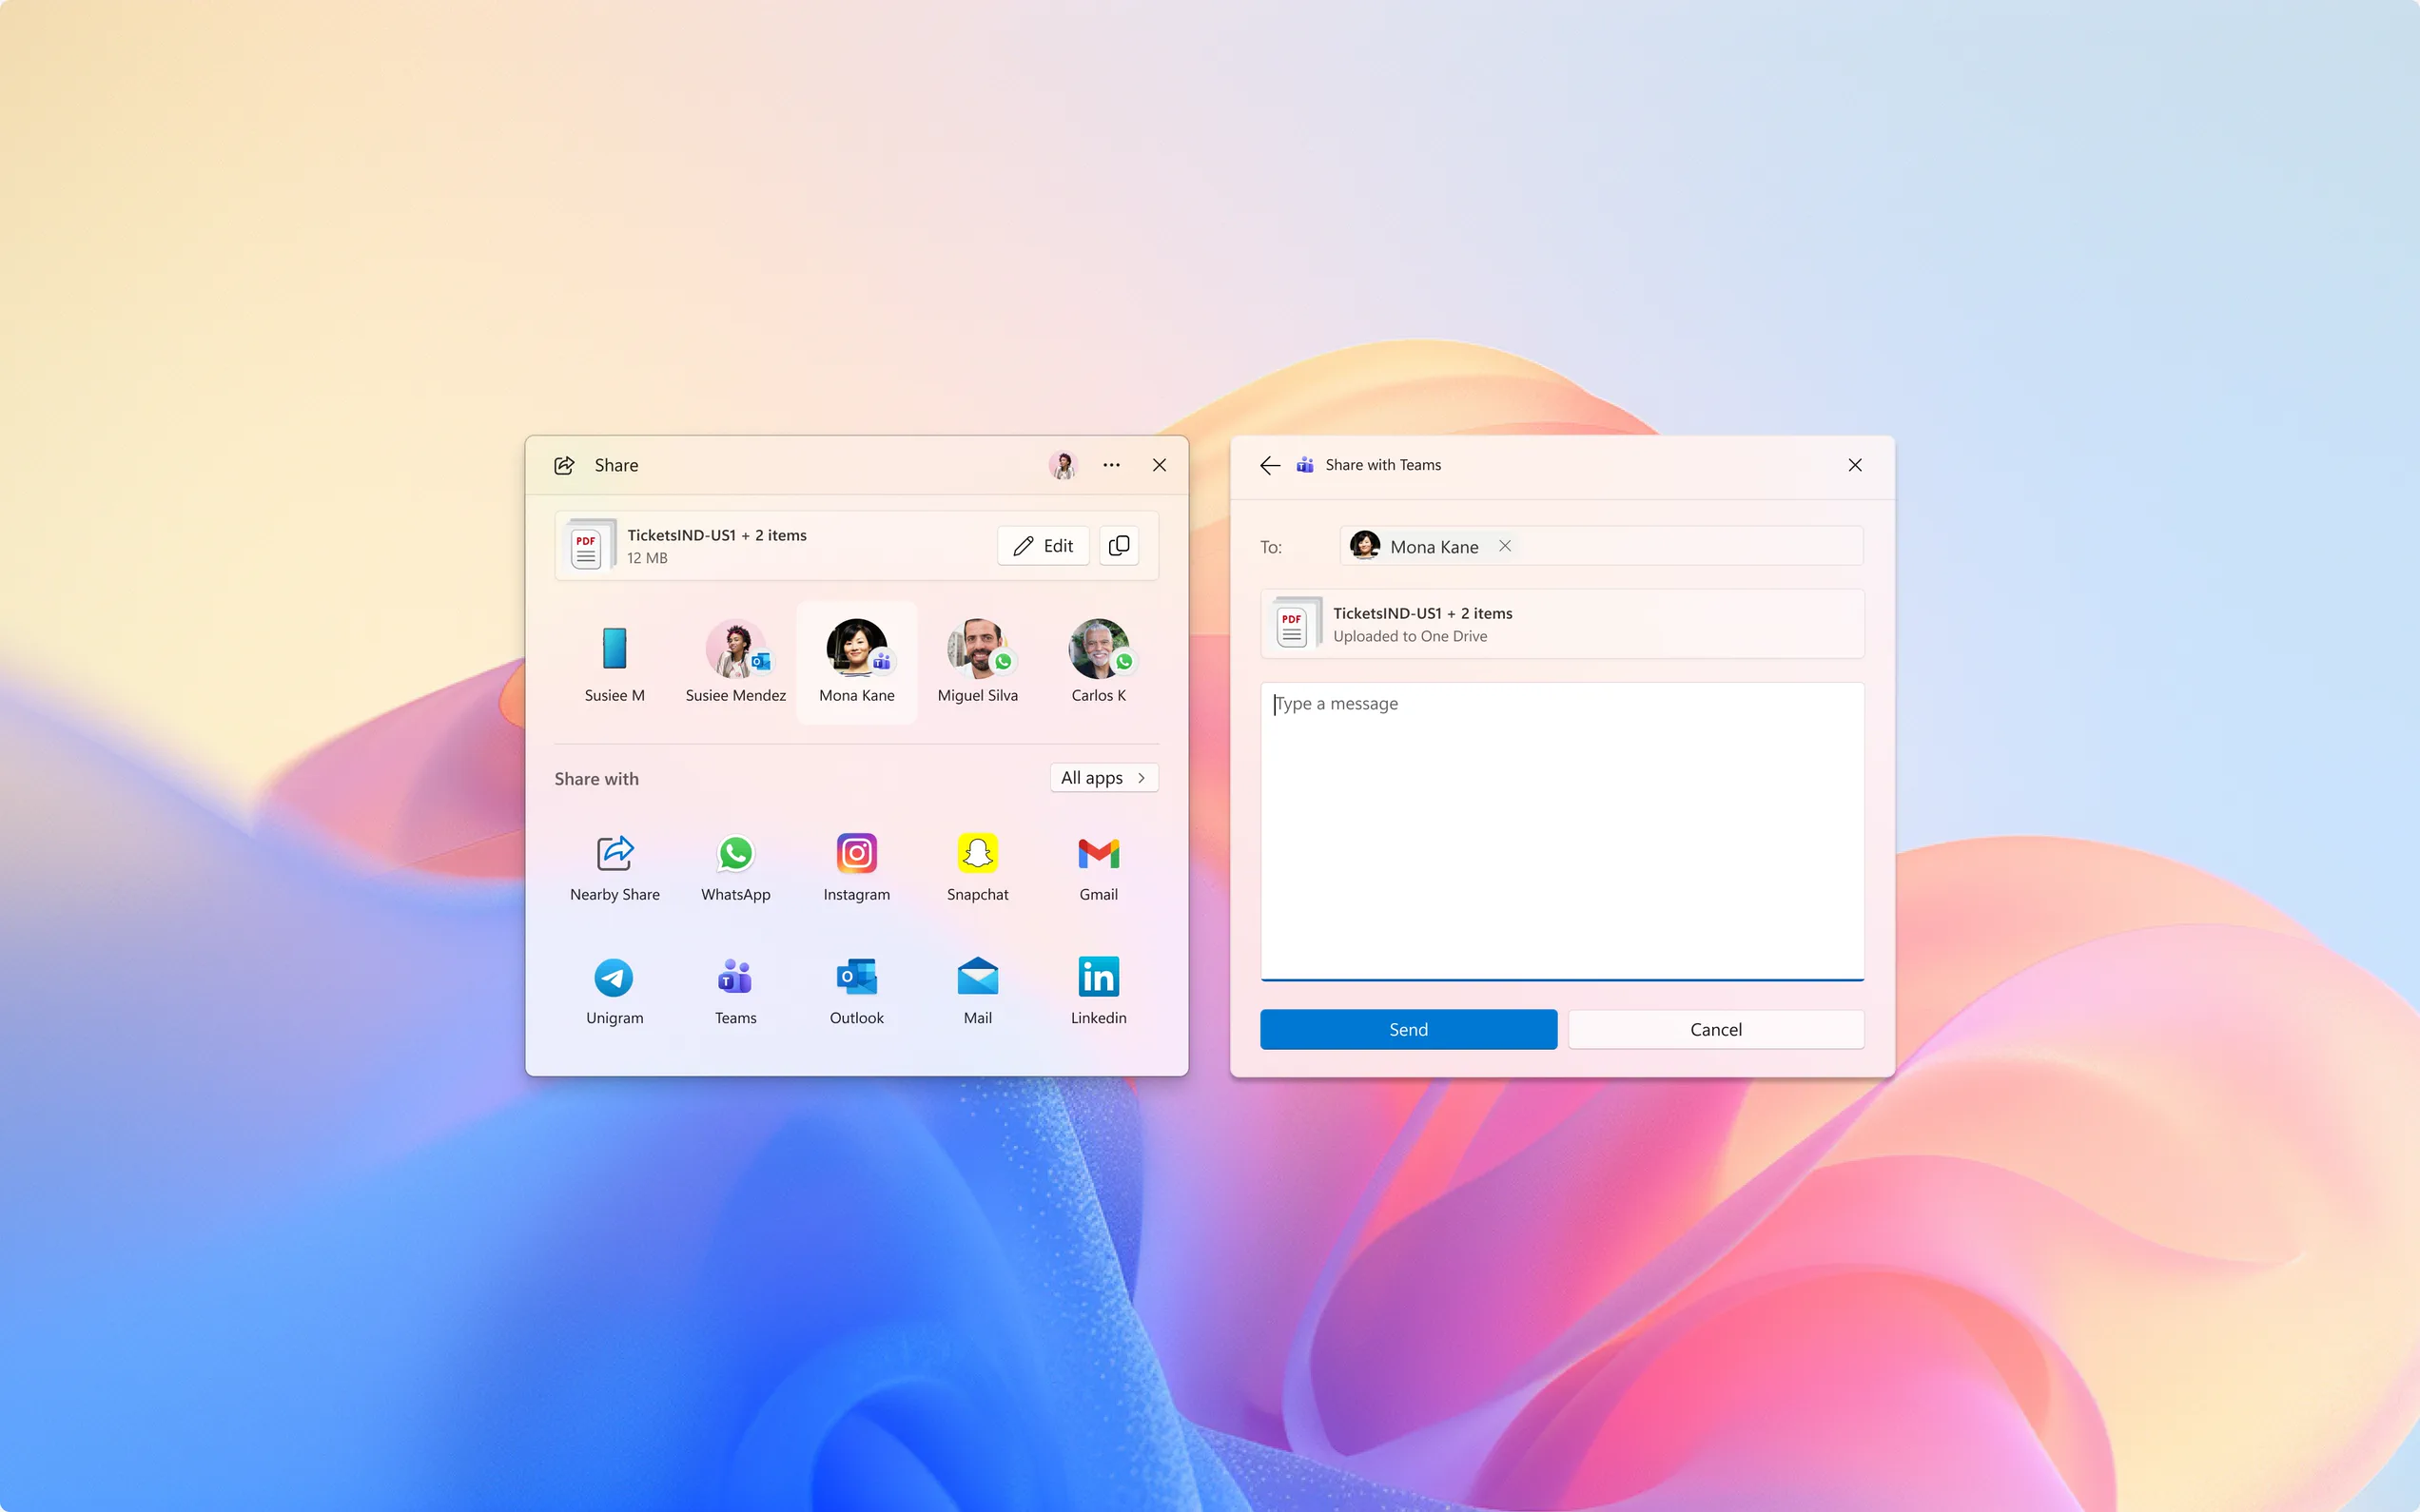 Share
TicketsIND-US1 + 2 items
12 MB
PDF
Edit
Susiee M
Susiee Mendez
Mona Kane
Miguel Silva
Carlos K
Share with
All apps
Nearby Share
WhatsApp
Instagram
Snapchat
Gmail
Unigram
Teams
Outlook
Mail
Linkedin
Share with Teams
To:
Mona Kane
PDF
TicketsIND-US1 + 2 items
Uploaded to One Drive
Type a message
Send
Cancel